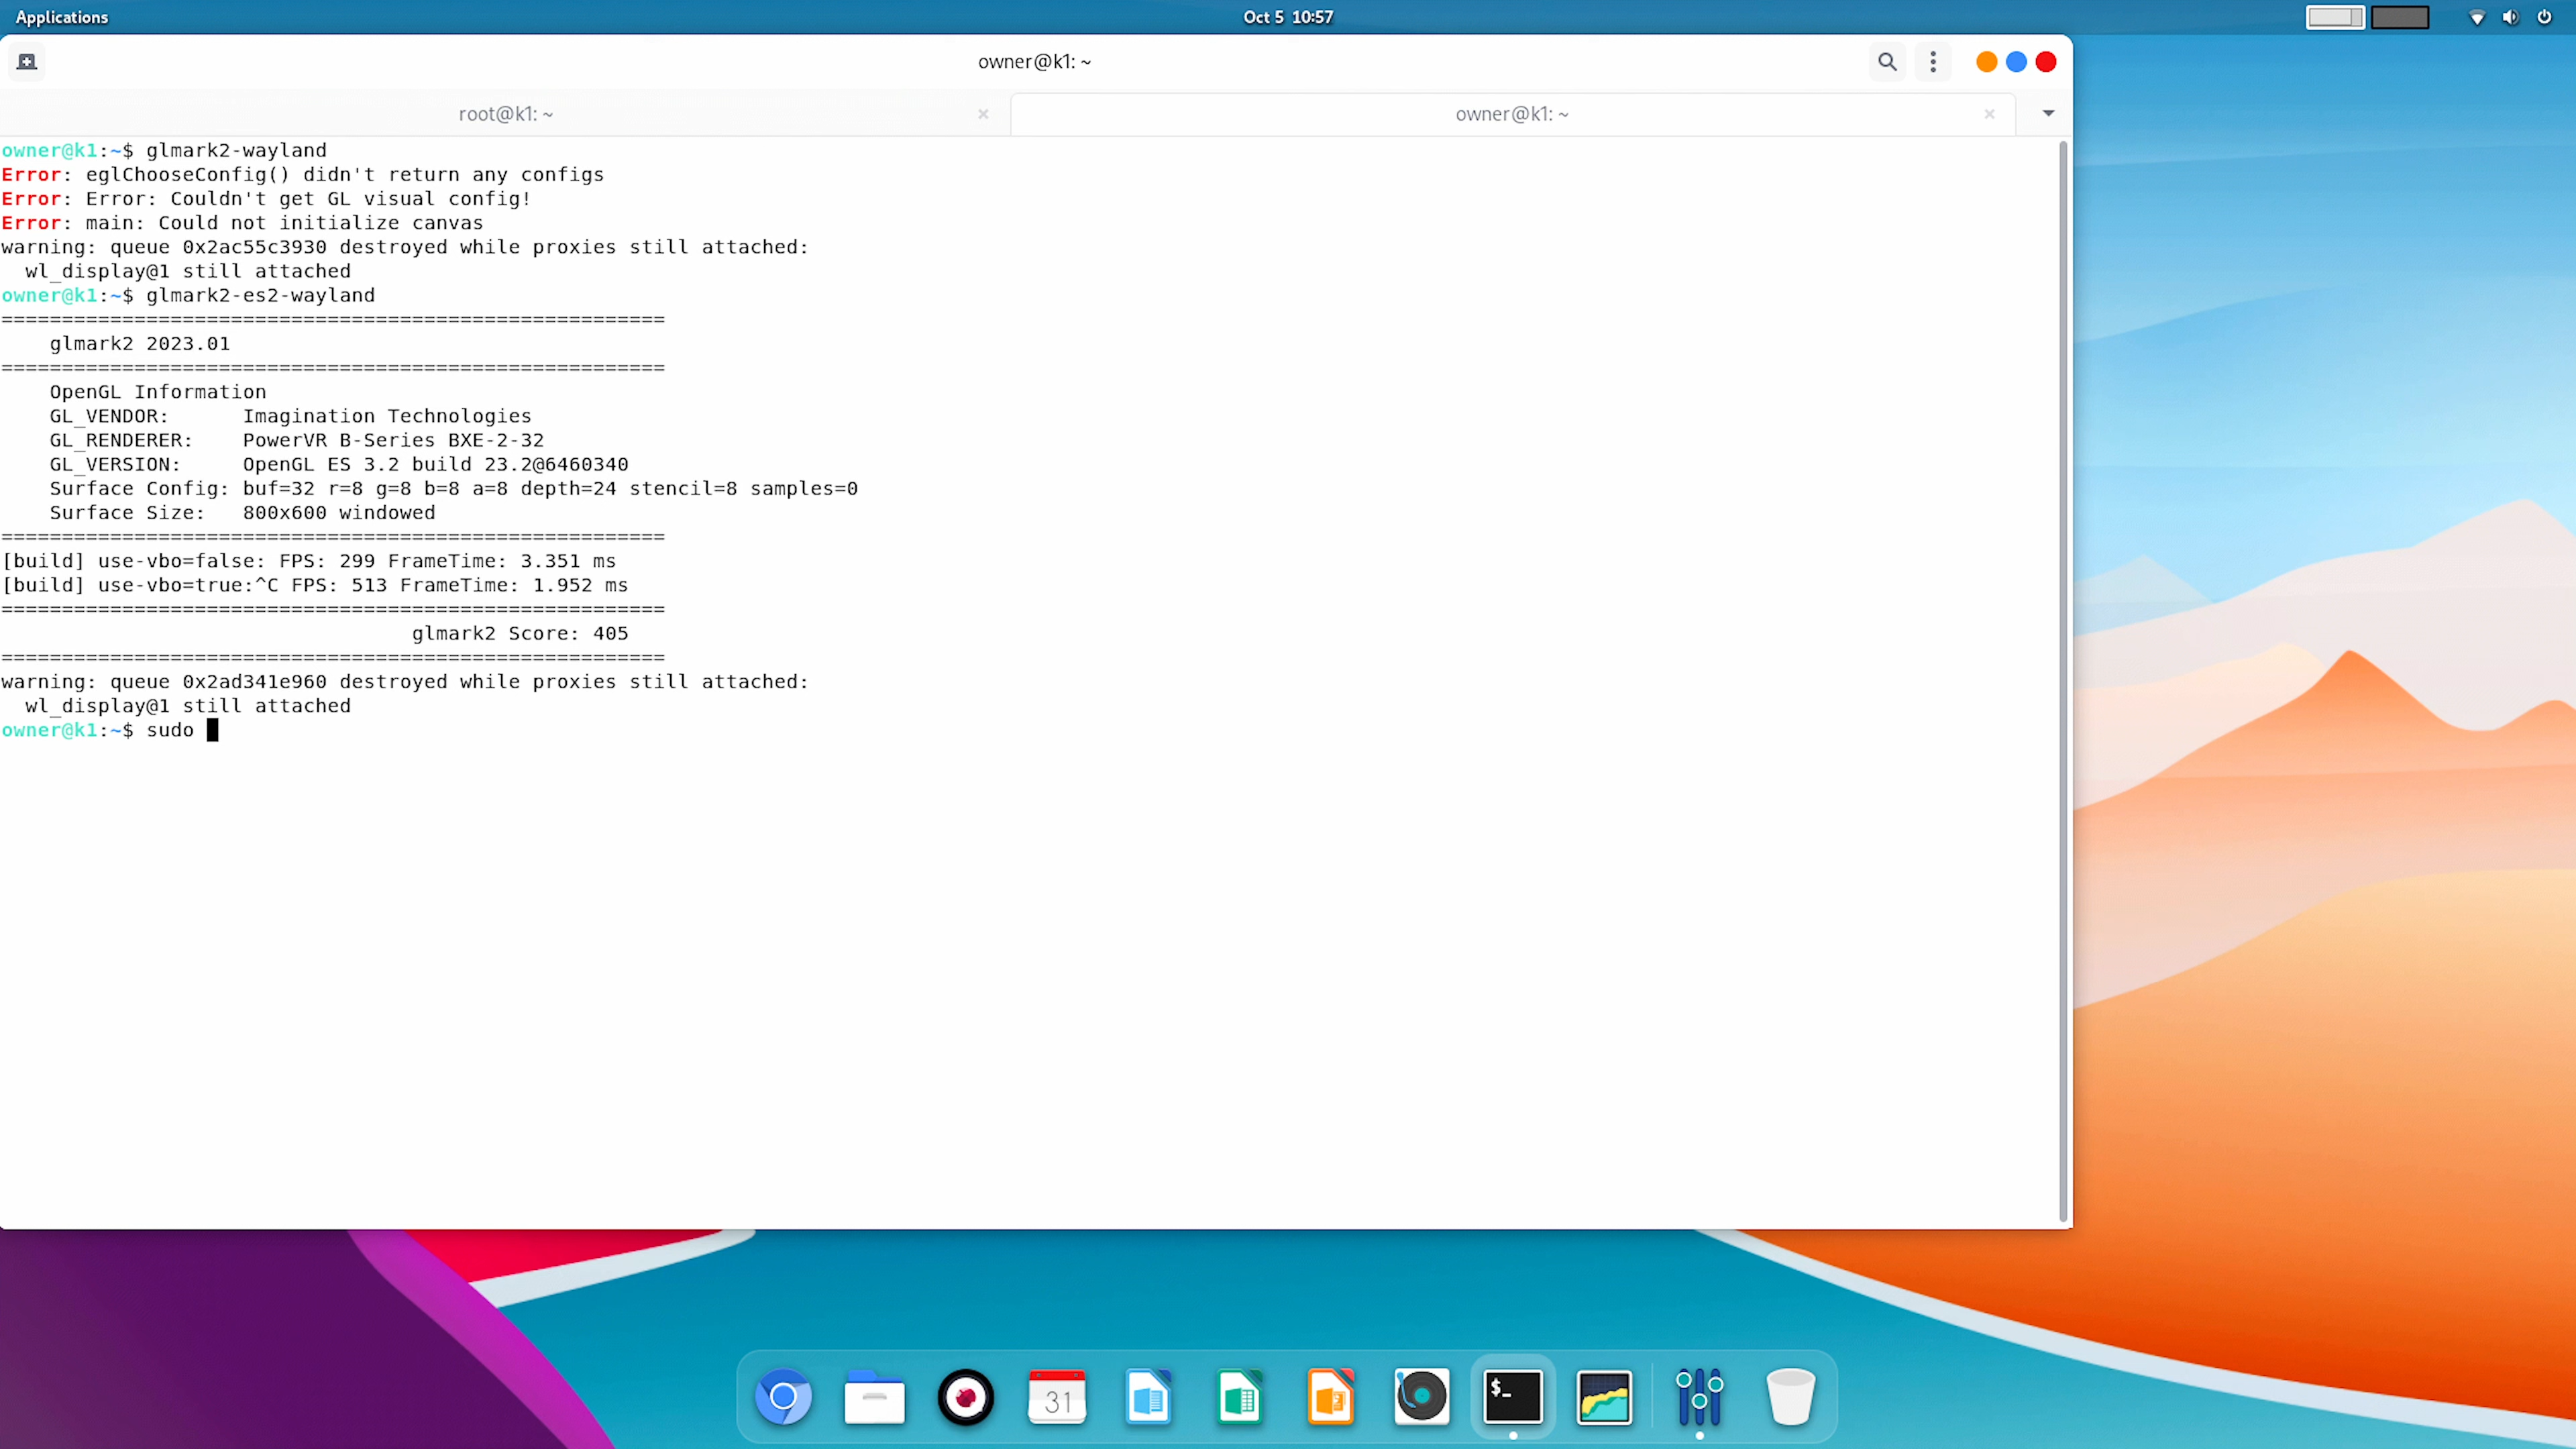 Applications
Oct 5 10:57
owner@k1: ~
root@k1: ~
owner@k1: ~
owner@k1:~$ glmark2-wayland
Error: eglChooseConfig() didn't return any configs
Error: Error: Couldn't get GL visual config!
Error: main: Could not initialize canvas
warning: queue 0x2ac55c3930 destroyed while proxies still attached:
  wl_display@1 still attached
owner@k1:~$ glmark2-es2-wayland
=======================================================
    glmark2 2023.01
=======================================================
    OpenGL Information
    GL_VENDOR:      Imagination Technologies
    GL_RENDERER:    PowerVR B-Series BXE-2-32
    GL_VERSION:     OpenGL ES 3.2 build 23.2@6460340
    Surface Config: buf=32 r=8 g=8 b=8 a=8 depth=24 stencil=8 samples=0
    Surface Size:   800x600 windowed
=======================================================
[build] use-vbo=false: FPS: 299 FrameTime: 3.351 ms
[build] use-vbo=true:^C FPS: 513 FrameTime: 1.952 ms
=======================================================
                                  glmark2 Score: 405
=======================================================
warning: queue 0x2ad341e960 destroyed while proxies still attached:
  wl_display@1 still attached
owner@k1:~$ sudo
31
$_